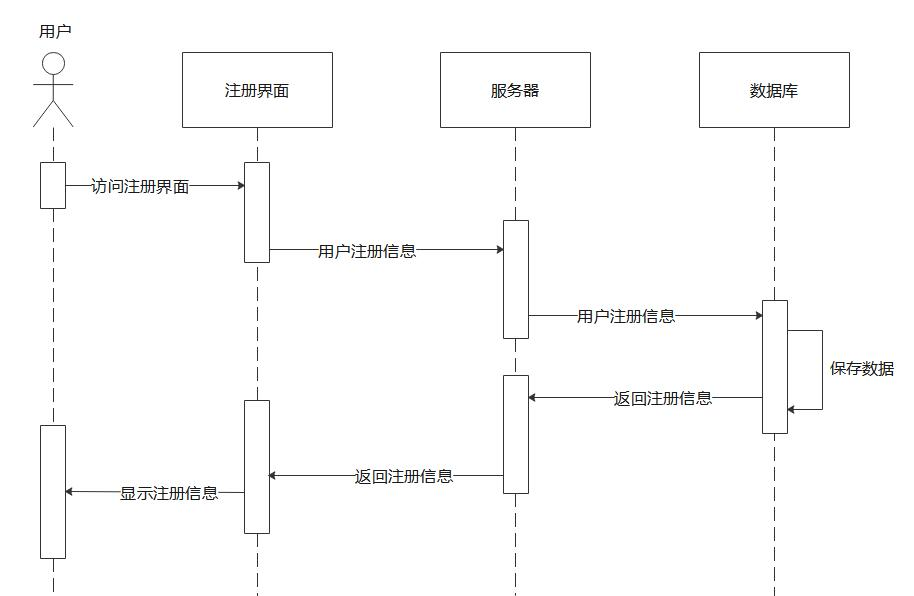 用户
注册界面
服务器
数据库
访问注册界面
用户注册信息
用户注册信息
保存数据
返回注册信息
返回注册信息
显示注册信息